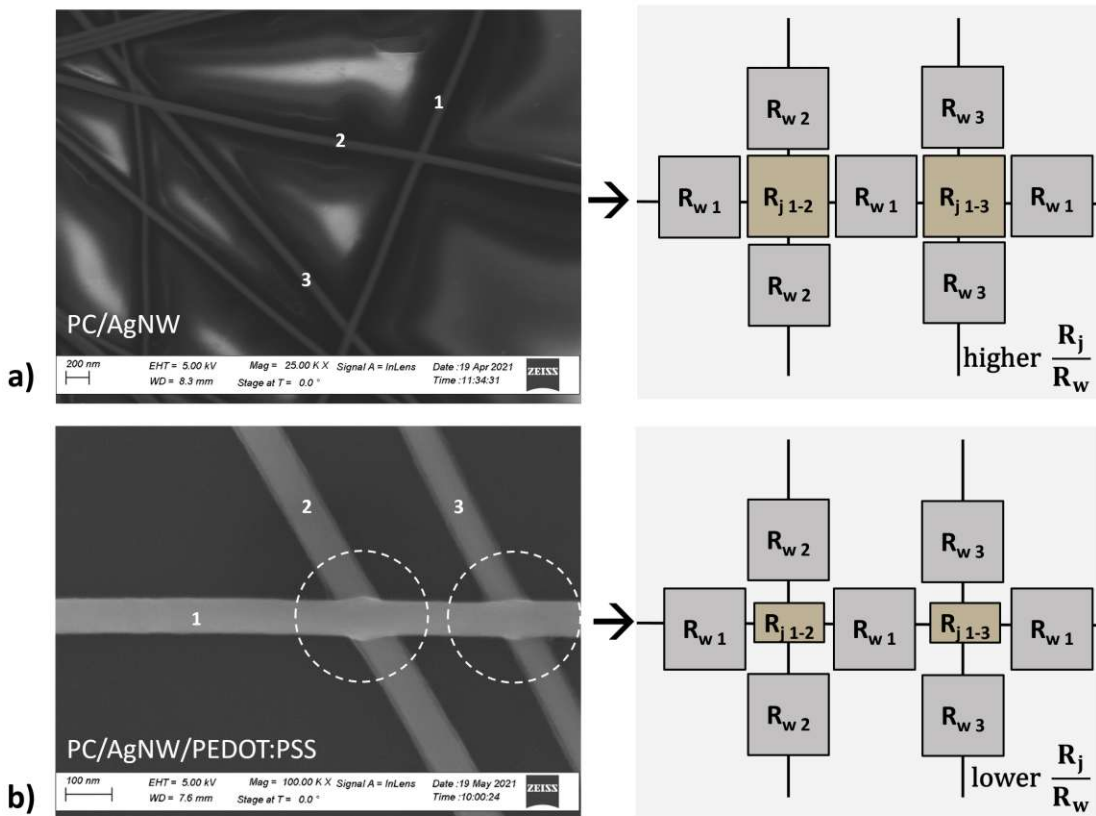 1
2
3
PC/AgNW
200 nm
EHT = 5.00 kV
WD = 8.3 mm
Mag = 25.00 K X
Stage at T = 0.0 °
Signal A = InLens
Date :19 Apr 2021
Time :11:34:31
ZEISS
a)
R_w 2
R_w 3
R_w 1
R_j 1-2
R_w 1
R_j 1-3
R_w 1
R_w 2
R_w 3
higher R_j / R_w
2
3
1
PC/AgNW/PEDOT:PSS
100 nm
EHT = 5.00 kV
WD = 7.6 mm
Mag = 100.00 K X
Stage at T = 0.0 °
Signal A = InLens
Date :19 May 2021
Time :10:00:24
ZEISS
b)
R_w 2
R_w 3
R_w 1
R_j 1-2
R_w 1
R_j 1-3
R_w 1
R_w 2
R_w 3
lower R_j / R_w